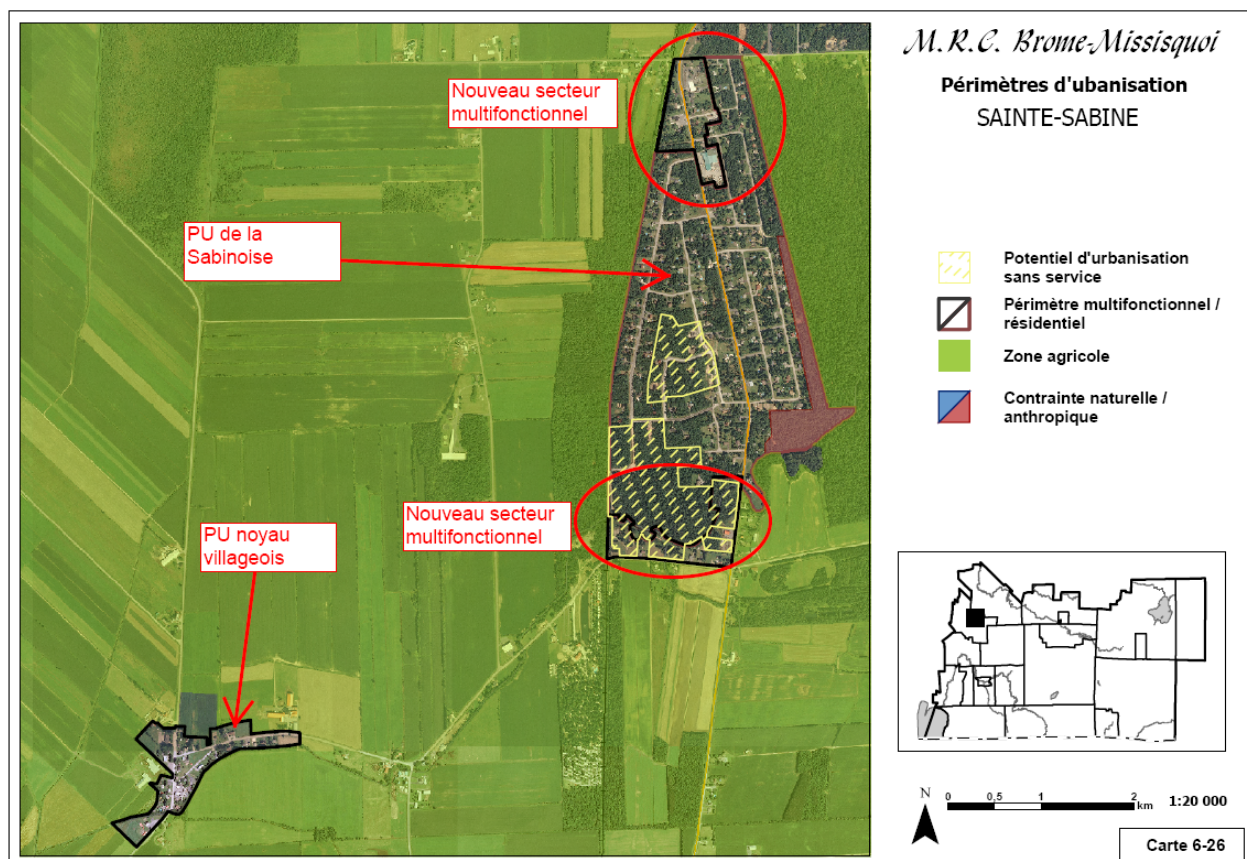 M.R.C. Brome-Missisquoi
Périmètres d'ubanisation
SAINTE-SABINE
Nouveau secteur
multifonctionnel
PU de la
Sabinoise
Nouveau secteur
multifonctionnel
PU noyau
villageois
Potentiel d'urbanisation
sans service
Périmètre multifonctionnel /
résidentiel
Zone agricole
Contrainte naturelle /
anthropique
N
0 0,5 1 2
km
1:20 000
Carte 6-26